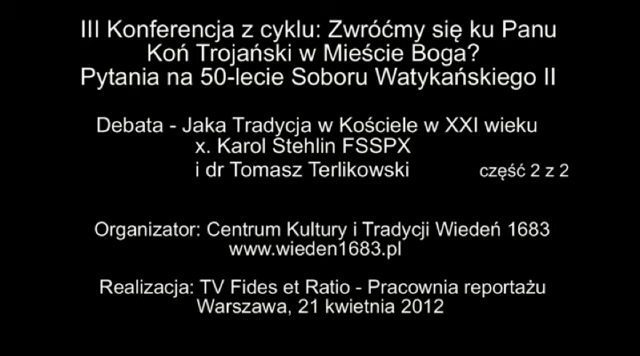 III Konferencja z cyklu: Zwróćmy się ku Panu
Koń Trojański w Mieście Boga?
Pytania na 50-lecie Soboru Watykańskiego II
Debata - Jaka Tradycja w Kościele w XXI wieku
x. Karol Stehlin FSSPX
i dr Tomasz Terlikowski część 2 z 2
Organizator: Centrum Kultury i Tradycji Wiedeń 1683
www.wieden1683.pl
Realizacja: TV Fides et Ratio - Pracownia reportażu
Warszawa, 21 kwietnia 2012